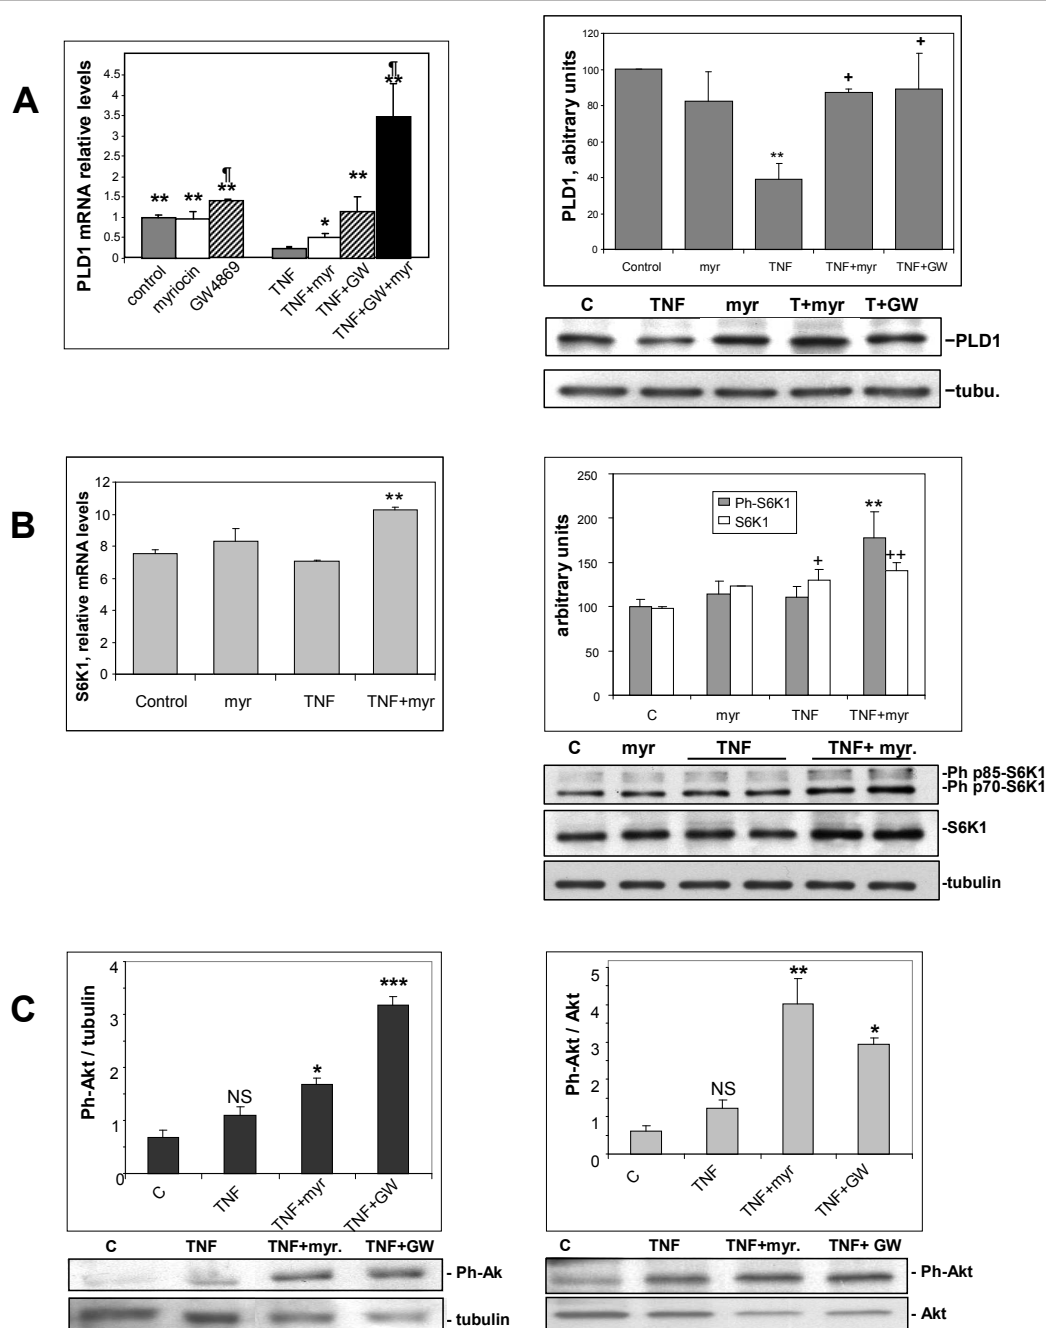 A
PLD1 mRNA relative levels
4.5
4
3.5
3
2.5
2
1.5
1
0.5
0
** ** ¶ ** * ** ¶ **
control myriocin GW4869 TNF TNF+myr TNF+GW TNF+GW+myr
PLD1, abitrary units
120
100
80
60
40
20
0
** + +
Control myr TNF TNF+myr TNF+GW
C TNF myr T+myr T+GW
–PLD1
–tubu.
B
S6K1, relative mRNA levels
12
10
8
6
4
2
0
**
Control myr TNF TNF+myr
arbitrary units
250
200
150
100
50
0
Ph-S6K1
S6K1
+ ** ++
C myr TNF TNF+myr
C myr TNF TNF+ myr.
-Ph p85-S6K1
-Ph p70-S6K1
-S6K1
-tubulin
C
Ph-Akt / tubulin
4
3
2
1
0
NS * ***
C TNF TNF+myr TNF+GW
C TNF TNF+myr. TNF+GW
- Ph-Ak
- tubulin
Ph-Akt / Akt
5
4
3
2
1
0
NS ** *
C TNF TNF+myr TNF+GW
C TNF TNF+myr. TNF+ GW
- Ph-Akt
- Akt